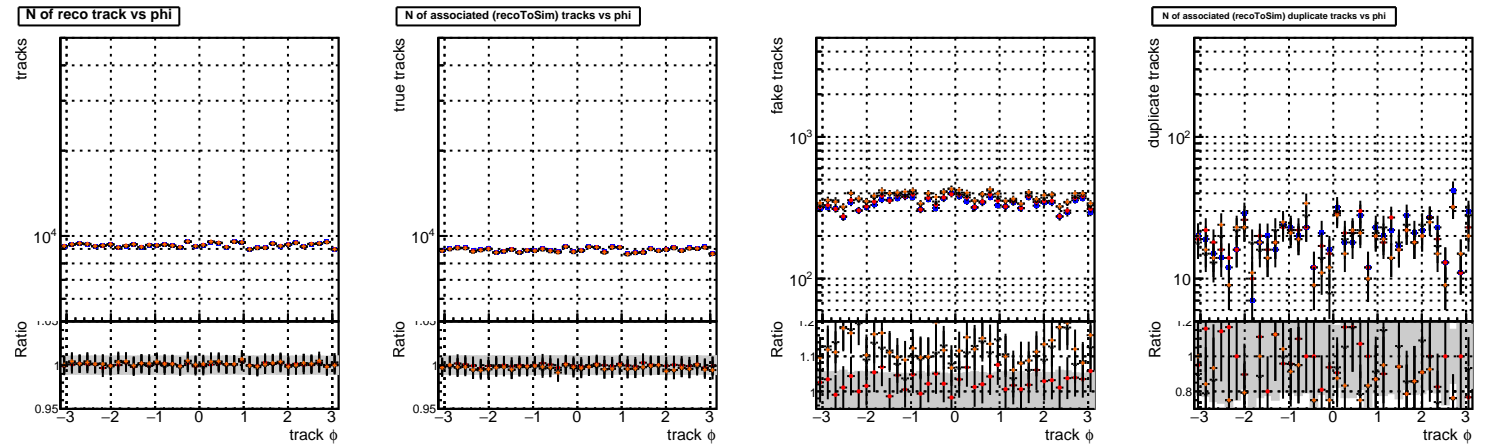 N of reco track vs phi
tracks
10^4
Ratio
1
0.95
−3 −2 −1 0 1 2 3
track ϕ
N of associated (recoToSim) tracks vs phi
true tracks
10^4
Ratio
1
0.95
−3 −2 −1 0 1 2 3
track ϕ
fake tracks
10^3
10^2
Ratio
1.2
1.1
−3 −2 −1 0 1 2 3
track ϕ
N of associated (recoToSim) duplicate tracks vs phi
duplicate tracks
10^2
10
Ratio
1.2
1
0.8
−3 −2 −1 0 1 2 3
track ϕ